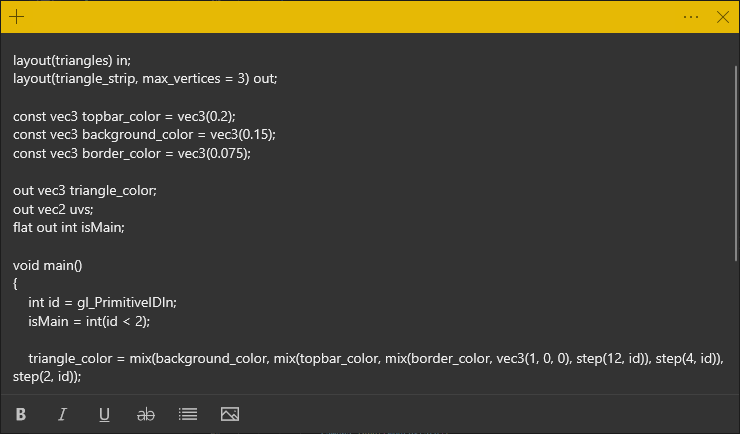 layout(triangles) in;
layout(triangle_strip, max_vertices = 3) out;
const vec3 topbar_color = vec3(0.2);
const vec3 background_color = vec3(0.15);
const vec3 border_color = vec3(0.075);
out vec3 triangle_color;
out vec2 uvs;
flat out int isMain;
void main()
{
int id = gl_PrimitiveIDIn;
isMain = int(id < 2);
triangle_color = mix(background_color, mix(topbar_color, mix(border_color, vec3(1, 0, 0), step(12, id)), step(4, id)),
step(2, id));
B I U ab